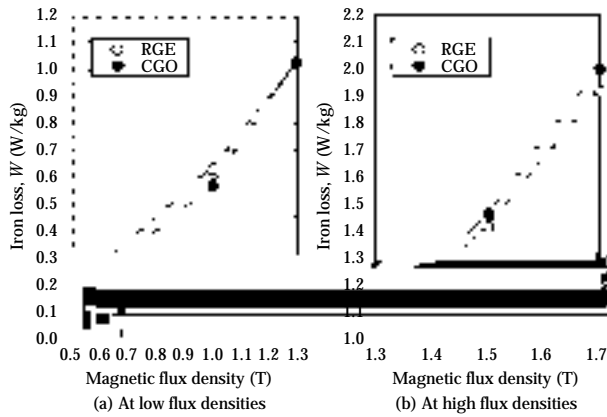 1.2
1.1
1.0
0.9
0.8
0.7
0.6
0.5
0.4
0.3
0.2
0.1
0.0
Iron loss, W (W/kg)
RGE
CGO
0.5 0.6 0.7 0.8 0.9 1.0 1.2 1.3
Magnetic flux density (T)
(a) At low flux densities
2.2
2.2
2.1
2.0
1.9
1.8
1.7
1.6
1.5
1.4
1.3
1.2
1.1
1.0
Iron loss, W (W/kg)
RGE
CGO
1.3 1.4 1.5 1.6 1.7
Magnetic flux density (T)
(b) At high flux densities